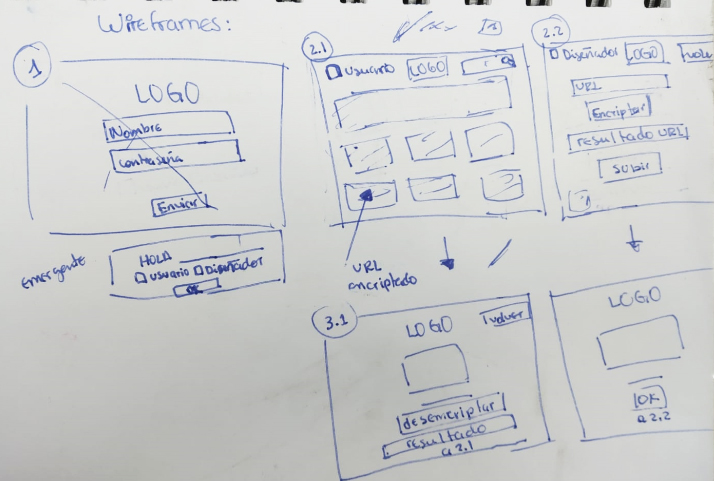 Wireframes:
1
LOGO
Nombre
contraseña
Enviar
emergente
HOLA
usuario Diseñador
OK
2.1
usuario LOGO
URL
encriptado
2.2
Diseñador LOGO
URL
Encriptar
resultado URL
subir
3.1
LOGO volver
desencriptar
resultado
a 2.1
LOGO
OK
a 2.2